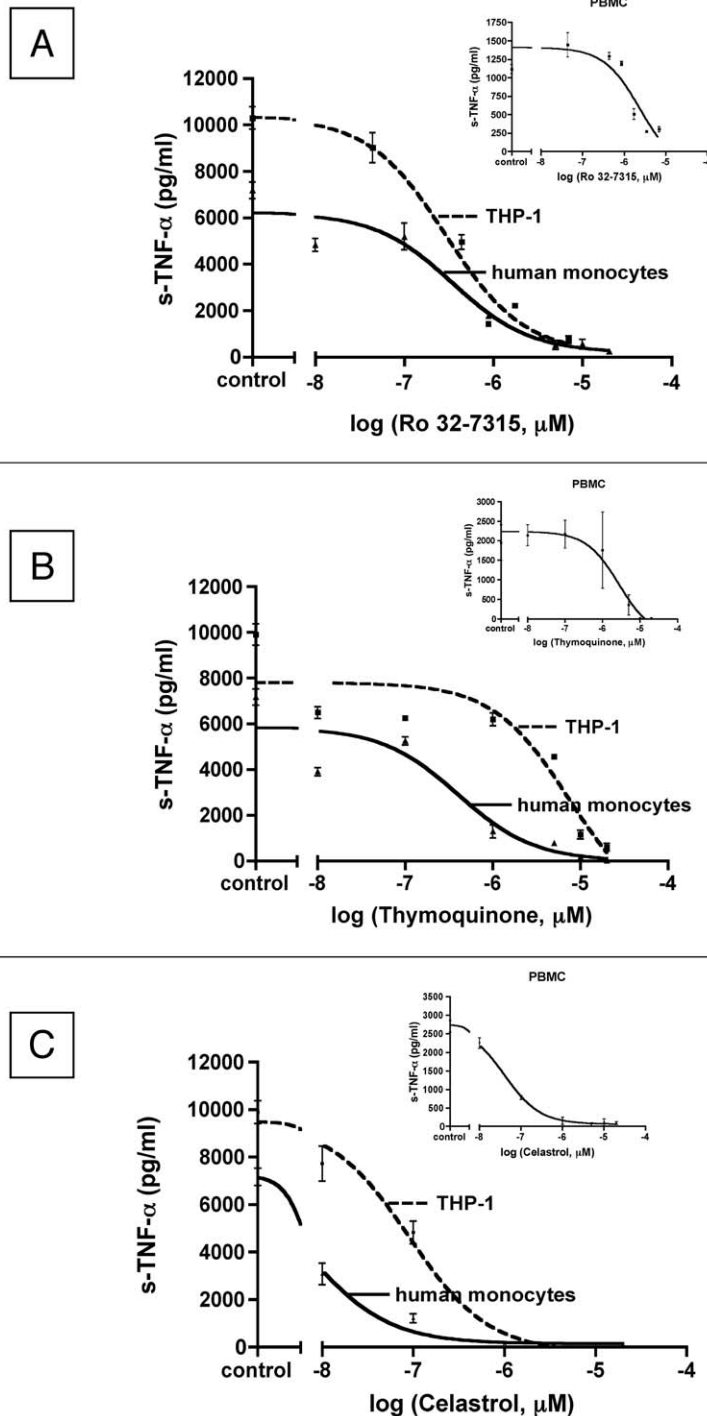 A
PBMC
1750
1500
1250
1000
750
500
250
0
s-TNF-α (pg/ml)
control
-8 -7 -6 -5 -4
log (Ro 32-7315, μM)
12000
10000
8000
6000
4000
2000
0
s-TNF-α (pg/ml)
THP-1
human monocytes
control
-8 -7 -6 -5 -4
log (Ro 32-7315, μM)
B
PBMC
3000
2500
2000
1500
1000
500
0
s-TNF-α (pg/ml)
control
-8 -7 -6 -5 -4
log (Thymoquinone, μM)
12000
10000
8000
6000
4000
2000
0
s-TNF-α (pg/ml)
THP-1
human monocytes
control
-8 -7 -6 -5 -4
log (Thymoquinone, μM)
C
PBMC
3500
3000
2500
2000
1500
1000
500
0
s-TNF-α (pg/ml)
control
-8 -7 -6 -5 -4
log (Celastrol, μM)
12000
10000
8000
6000
4000
2000
0
s-TNF-α (pg/ml)
THP-1
human monocytes
control
-8 -7 -6 -5 -4
log (Celastrol, μM)